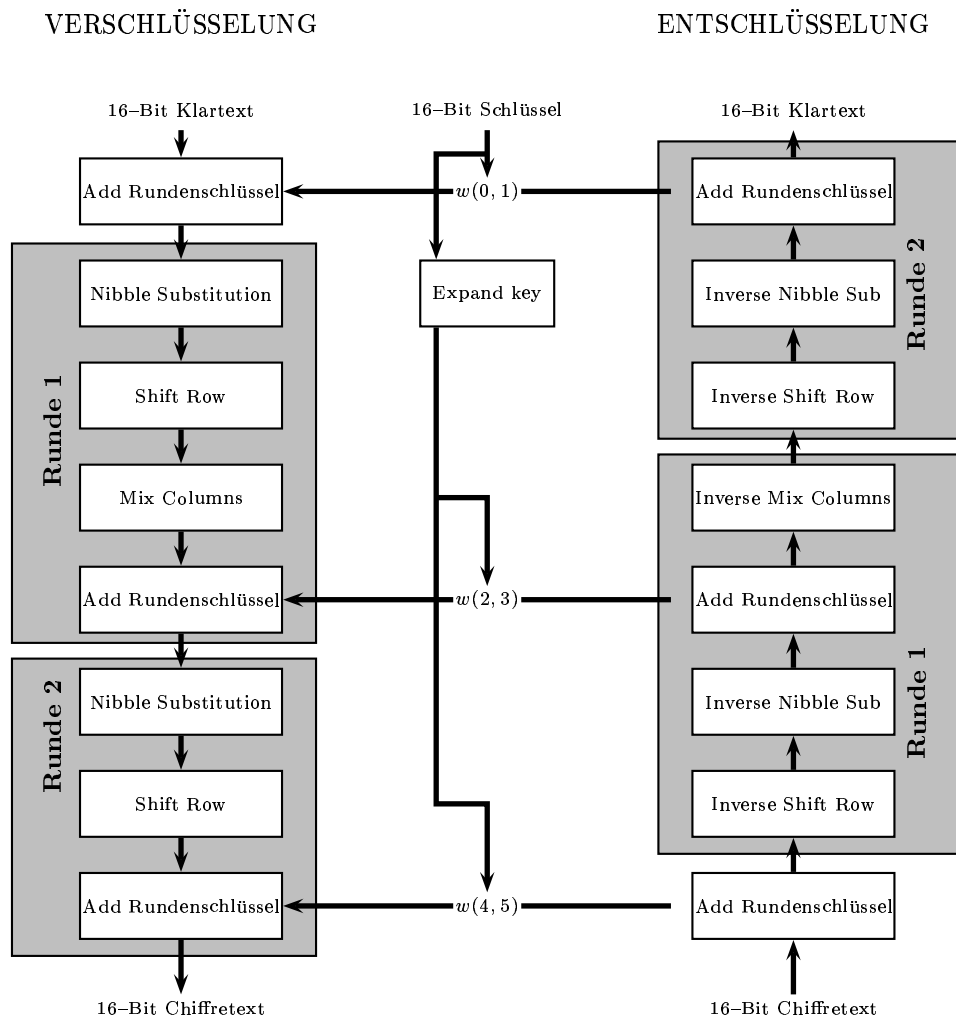 VERSCHLÜSSELUNG
ENTSCHLÜSSELUNG
16–Bit Klartext
16–Bit Schlüssel
16–Bit Klartext
Add Rundenschlüssel
w(0, 1)
Add Rundenschlüssel
Nibble Substitution
Expand key
Inverse Nibble Sub
Runde 2
Shift Row
Inverse Shift Row
Runde 1
Mix Columns
Inverse Mix Columns
Add Rundenschlüssel
w(2, 3)
Add Rundenschlüssel
Nibble Substitution
Inverse Nibble Sub
Runde 2
Runde 1
Shift Row
Inverse Shift Row
Add Rundenschlüssel
w(4, 5)
Add Rundenschlüssel
16–Bit Chiffretext
16–Bit Chiffretext